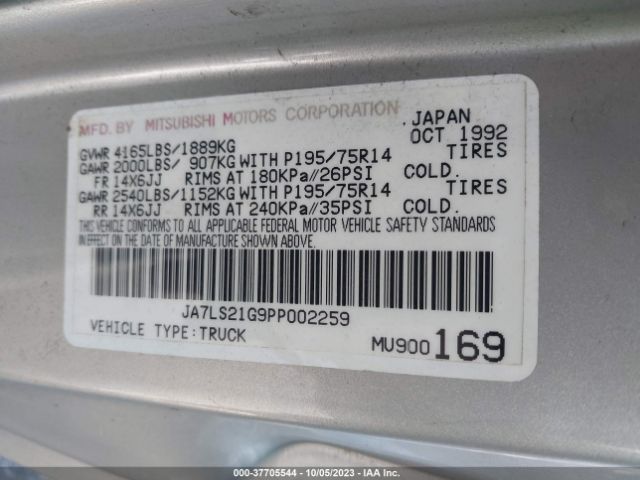 MFD. BY MITSUBISHI MOTORS CORPORATION JAPAN
GVWR 4165LBS/1889KG OCT 1992
GAWR 2000LBS/ 907KG WITH P195/75R14 TIRES
FR 14X6JJ RIMS AT 180KPa//26PSI COLD.
GAWR 2540LBS/1152KG WITH P195/75R14 TIRES
RR 14X6JJ RIMS AT 240KPa//35PSI COLD.
THIS VEHICLE CONFORMS TO ALL APPLICABLE FEDERAL MOTOR VEHICLE SAFETY STANDARDS
IN EFFECT ON THE DATE OF MANUFACTURE SHOWN ABOVE.
JA7LS21G9PP002259
VEHICLE TYPE:TRUCK
MU900169
© COPART - 37705544 - 10/05/2023 - IAA Inc.